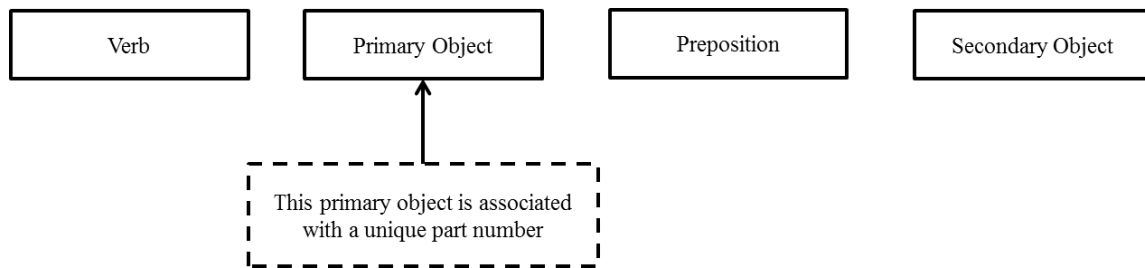 Verb
Primary Object
Preposition
Secondary Object
This primary object is associated
with a unique part number